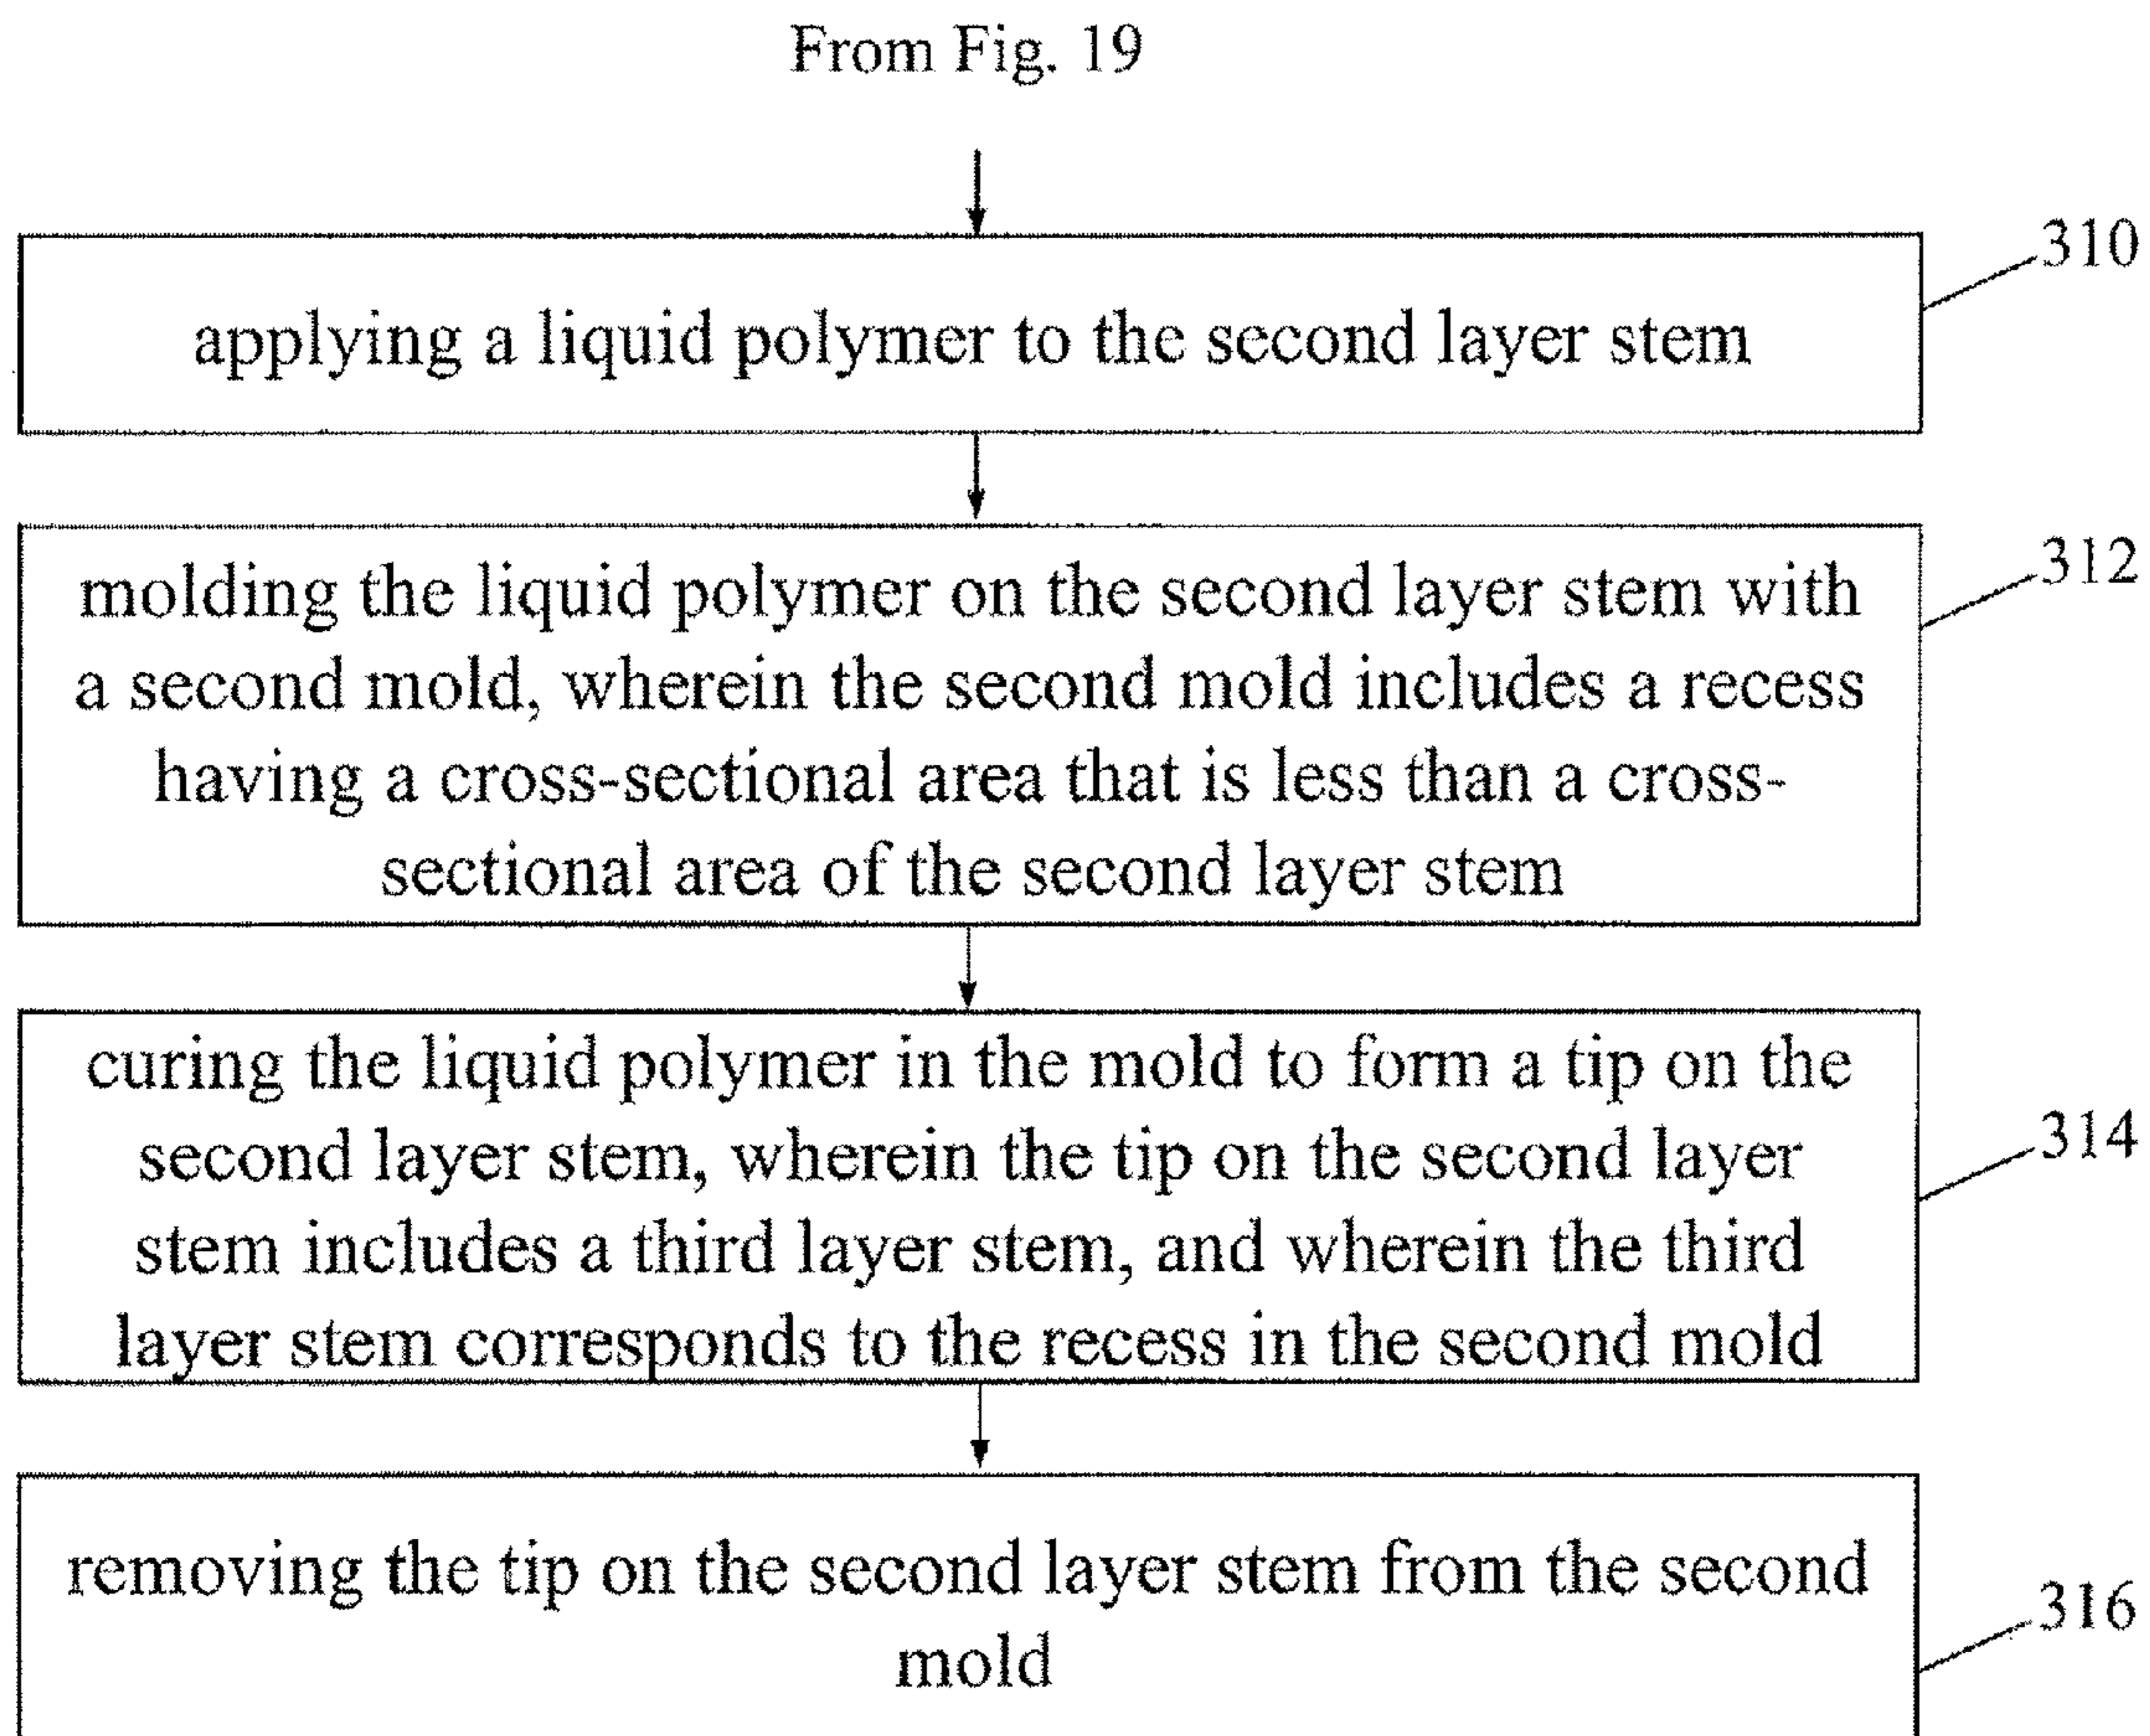 From Fig. 19
310
applying a liquid polymer to the second layer stem
312
molding the liquid polymer on the second layer stem with
a second mold, wherein the second mold includes a recess
having a cross-sectional area that is less than a cross-
sectional area of the second layer stem
curing the liquid polymer in the mold to form a tip on the
314
second layer stem, wherein the tip on the second layer
stem includes a third layer stem, and wherein the third
layer stem corresponds to the recess in the second mold
removing the tip on the second layer stem from the second
316
mold